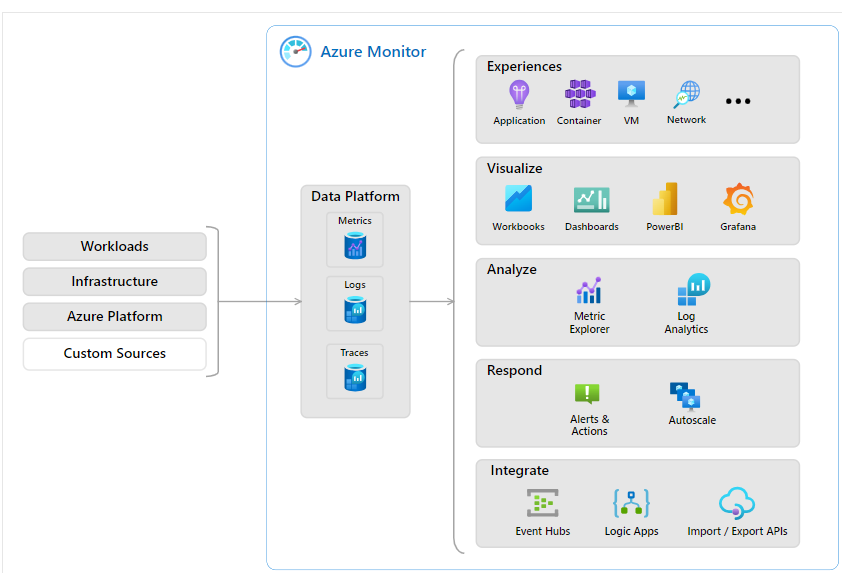 Azure Monitor
Workloads
Infrastructure
Azure Platform
Custom Sources
Data Platform
Metrics
Logs
Traces
Experiences
Application Container VM Network ...
Visualize
Workbooks Dashboards PowerBI Grafana
Analyze
Metric Explorer
Log Analytics
Respond
Alerts &
Actions
Autoscale
Integrate
Event Hubs Logic Apps Import / Export APIs